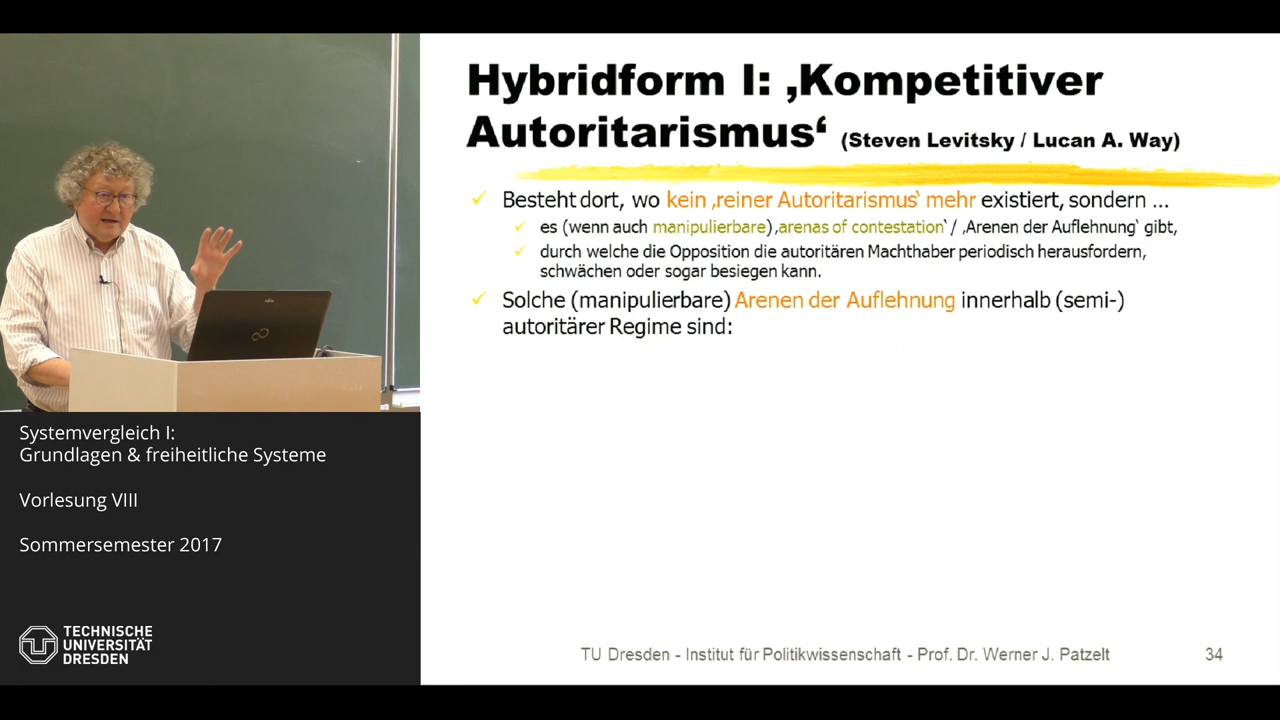 Hybridform I: ‚Kompetitiver
Autoritarismus‘ (Steven Levitsky / Lucan A. Way)
Besteht dort, wo kein ‚reiner Autoritarismus‘ mehr existiert, sondern ...
es (wenn auch manipulierbare) ‚arenas of contestation‘ / ‚Arenen der Auflehnung‘ gibt,
durch welche die Opposition die autoritären Machthaber periodisch herausfordern,
schwächen oder sogar besiegen kann.
Solche (manipulierbare) Arenen der Auflehnung innerhalb (semi-)
autoritärer Regime sind:
TU Dresden - Institut für Politikwissenschaft - Prof. Dr. Werner J. Patzelt
34
Systemvergleich I:
Grundlagen & freiheitliche Systeme
Vorlesung VIII
Sommersemester 2017
TECHNISCHE
UNIVERSITÄT
DRESDEN